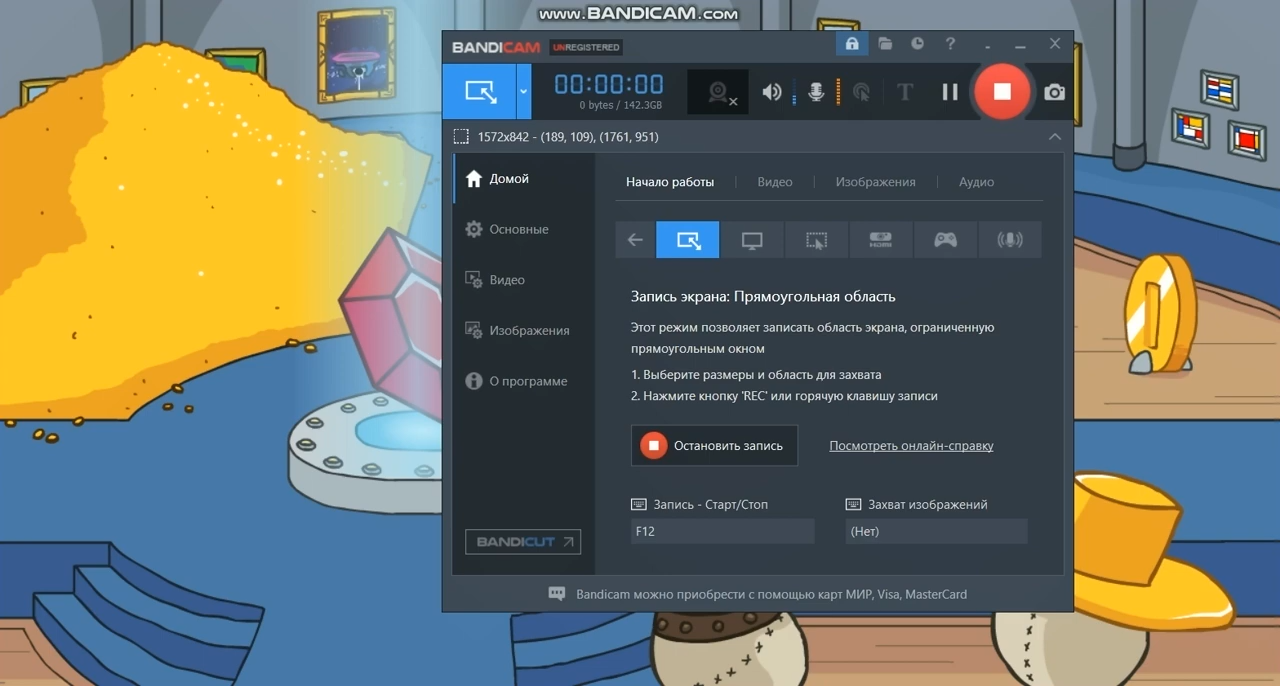 www.BANDICAM.com
BANDICAM UNREGISTERED
00:00:00
0 bytes / 142.3GB
1572x842 - (189, 109), (1761, 951)
Домой
Основные
Видео
Изображения
О программе
BANDICUT
Начало работы
Видео
Изображения
Аудио
HDMI
Запись экрана: Прямоугольная область
Этот режим позволяет записать область экрана, ограниченную
прямоугольным окном
1. Выберите размеры и область для захвата
2. Нажмите кнопку 'REC' или горячую клавишу записи
Остановить запись
Посмотреть онлайн-справку
Запись - Старт/Стоп
Захват изображений
F12
(Нет)
Bandicam можно приобрести с помощью карт МИР, Visa, MasterCard